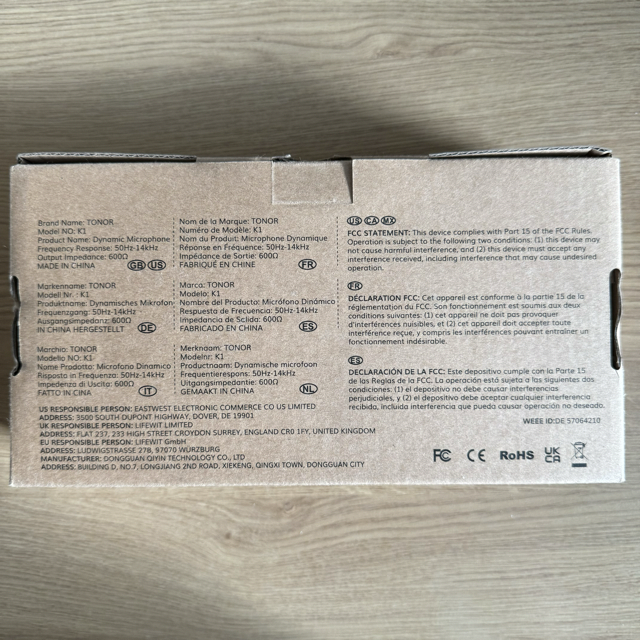 Brand Name: TONOR
Model NO: K1
Product Name: Dynamic Microphone
Frequency Response: 50Hz-14kHz
Output Impedance: 600Ω
MADE IN CHINA
GB US
Nom de la Marque: TONOR
Numéro de Modèle: K1
Nom du Produit: Microphone Dynamique
Réponse en Fréquence: 50Hz-14kHz
Impédance de Sortie: 600Ω
FABRIQUÉ EN CHINE
FR
Markenname: TONOR
Model Nr.: K1
Produktname: Dynamisches Mikrofon
Frequenzgang: 50Hz-14kHz
Ausgangsimpedanz: 600Ω
IN CHINA HERGESTELLT
DE
Marca: TONOR
Modelo: K1
Nombre del Producto: Micrófono Dinámico
Respuesta de Frecuencia: 50Hz-14kHz
Impedancia de Sclida: 600Ω
FABRICADO EN CHINA
ES
Marchio: TONOR
Modello NO: K1
Nome Prodotto: Microfono Dinamico
Risposta in Frequenza: 50Hz-14kHz
Impedenza di Uscita: 600Ω
FATTO IN CINA
IT
Merknaam: TONOR
Modelnr: K1
Productnaam: Dynamische microfoon
Frequentierespons: 50Hz-14kHz
Uitgangsimpedantie: 600Ω
GEMAAKT IN CHINA
NL
US RESPONSIBLE PERSON: EASTWEST ELECTRONIC COMMERCE CO US LIMITED
ADDRESS: 3500 SOUTH DUPONT HIGHWAY, DOVER, DE 19901
UK RESPONSIBLE PERSON: LIFEWIT LIMITED
ADDRESS: FLAT 237, 233 HIGH STREET CROYDON SURREY, ENGLAND CR0 1FY, UNITED KINGDOM
EU RESPONSIBLE PERSON: LIFEWIT GmbH
ADDRESS: LUDWIGSTRASSE 278, 97070 WÜRZBURG
MANUFACTURER: DONGGUAN QIYIN TECHNOLOGY CO., LTD
ADDRESS: BUILDING D, NO.7, LONGJIANG 2ND ROAD, XIEKENG, QINGXI TOWN, DONGGUAN CITY
US CA MX
FCC STATEMENT: This device complies with Part 15 of the FCC Rules.
Operation is subject to the following two conditions: (1) this device may
not cause harmful interference, and (2) this device must accept any
interference received, including interference that may cause undesired
operation.
FR
DÉCLARATION FCC: Cet appareil est conforme à la partie 15 de la
réglementation du FCC. Son fonctionnement est soumis aux deux
conditions suivantes: (1) cet appareil ne doit pas provoquer
d'interférences nuisibles, et (2) cet appareil doit accepter toute
interférence reçue, y compris les interférences pouvant entraîner un
fonctionnement indésirable.
ES
DECLARACIÓN DE LA FCC: Este depositivo cumple con la Parte 15
de las Reglas de la FCC. La operación está sujeta a las siguientes dos
condiciones: (1) el depositivo no debe causar interferencias
perjudiciales, y (2) el depositivo debe aceptar cualquier interferencia
recibida, incluida interferencia que pueda causar operación no deseada.
WEEE ID:DE 57064210
FC CE RoHS UK CA